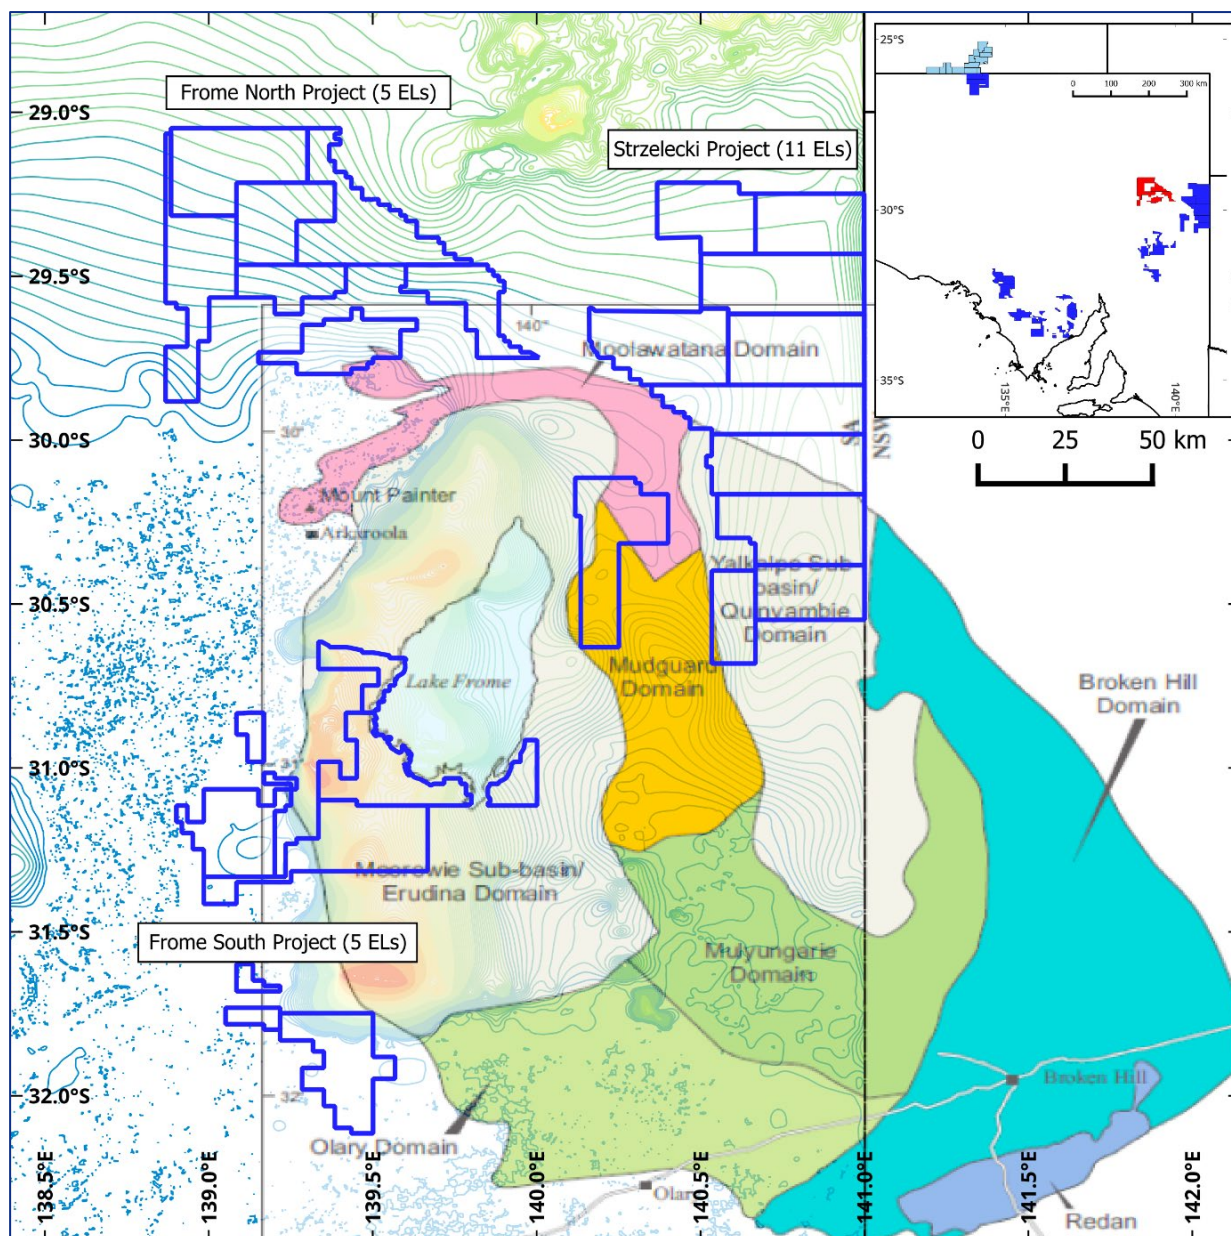 Frome North Project (5 ELs)
Strzelecki Project (11 ELs)
29.0°S
29.5°S
30.0°S
30.5°S
31.0°S
31.5°S
32.0°S
25°S
30°S
35°S
0 100 200 300 km
135°E
140°E
0 25 50 km
140°
Moolawatana Domain
SA
NSW
30°
Mount Painter
Arkaroola
Yalkalpe Sub-
basin/
Quinyambie
Domain
Lake Frome
Mudguard
Domain
Broken Hill
Domain
31°
Moorowie Sub-basin/
Erudina Domain
Frome South Project (5 ELs)
Mulyungarie
Domain
32°
Broken Hill
Olary Domain
Olary
Redan
138.5°E
139.0°E
139.5°E
140.0°E
140.5°E
141.0°E
141.5°E
142.0°E